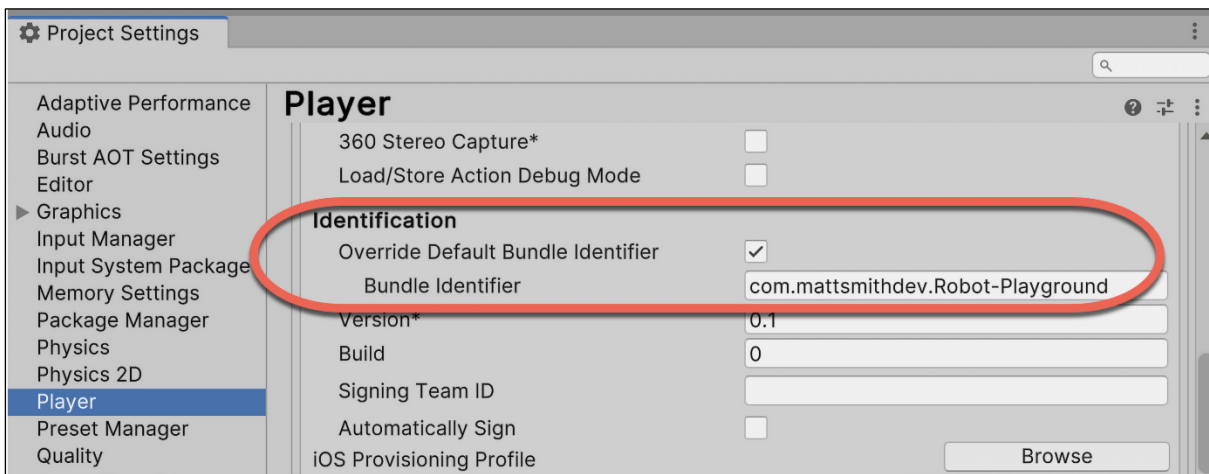 Project Settings
Adaptive Performance
Audio
Burst AOT Settings
Editor
Graphics
Input Manager
Input System Package
Memory Settings
Package Manager
Physics
Physics 2D
Player
Preset Manager
Quality
Player
360 Stereo Capture*
Load/Store Action Debug Mode
Identification
Override Default Bundle Identifier
Bundle Identifier com.mattsmithdev.Robot-Playground
Version* 0.1
Build 0
Signing Team ID
Automatically Sign
iOS Provisioning Profile Browse